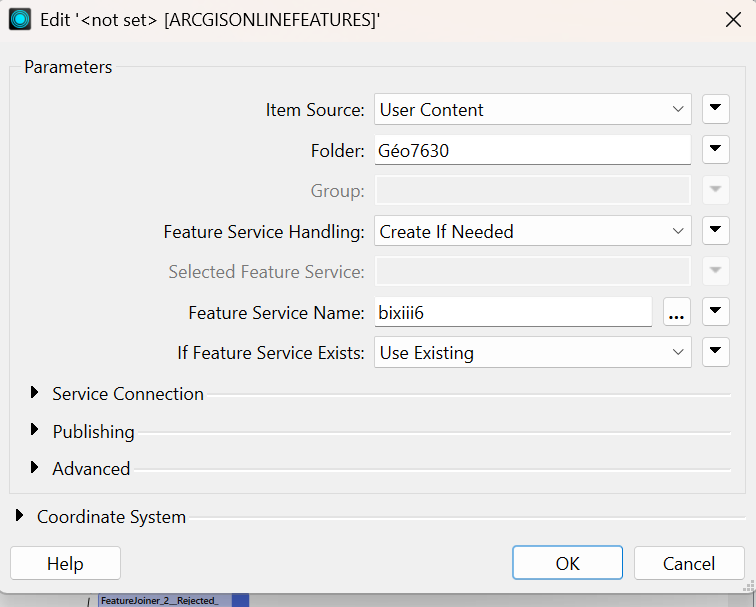 Edit '<not set> [ARCGISONLINEFEATURES]'
Parameters
Item Source: User Content
Folder: Géo7630
Group:
Feature Service Handling: Create If Needed
Selected Feature Service:
Feature Service Name: bixiii6 ...
If Feature Service Exists: Use Existing
Service Connection
Publishing
Advanced
Coordinate System
Help OK Cancel
FeatureJoiner_2__Rejected_